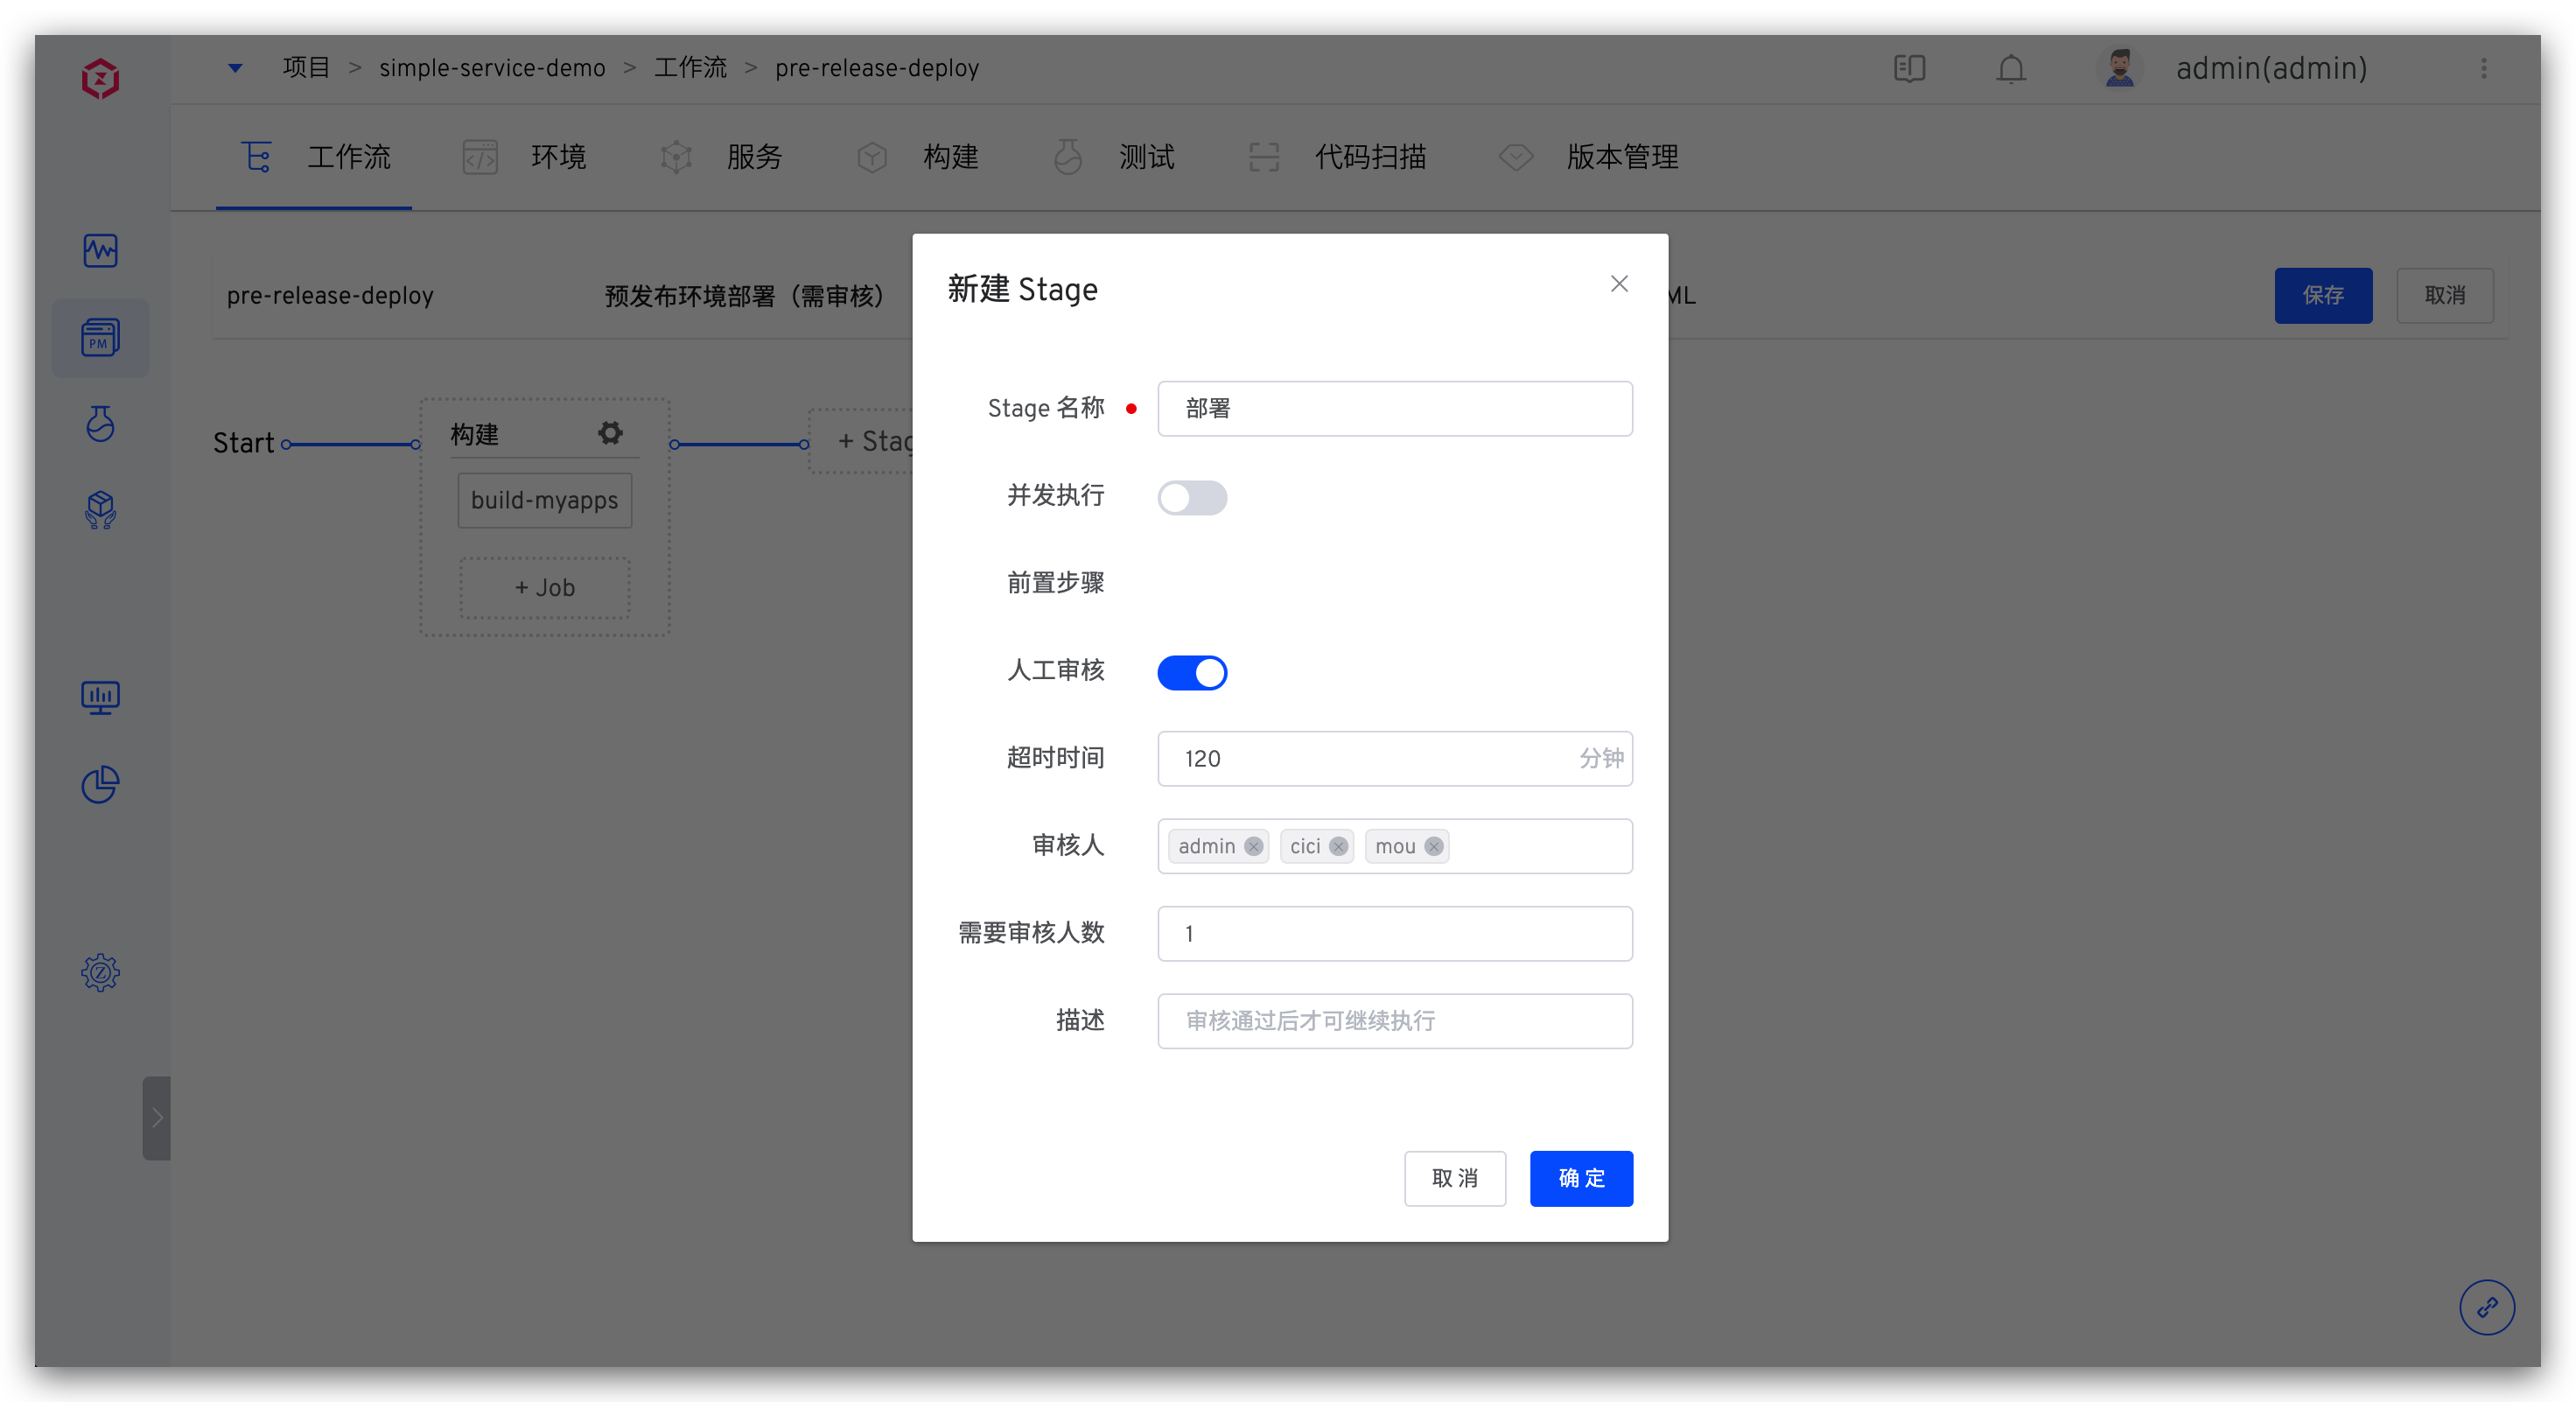 项目 > simple-service-demo > 工作流 > pre-release-deploy
admin(admin)
工作流 环境 服务 构建 测试 代码扫描 版本管理
PM
pre-release-deploy 预发布环境部署（需审核） ML 保存 取消
Start
构建
build-myapps
+ Job
+ Stag
新建 Stage
Stage 名称 部署
并发执行
前置步骤
人工审核
超时时间 120 分钟
审核人 admin cici mou
需要审核人数 1
描述 审核通过后才可继续执行
取消 确定